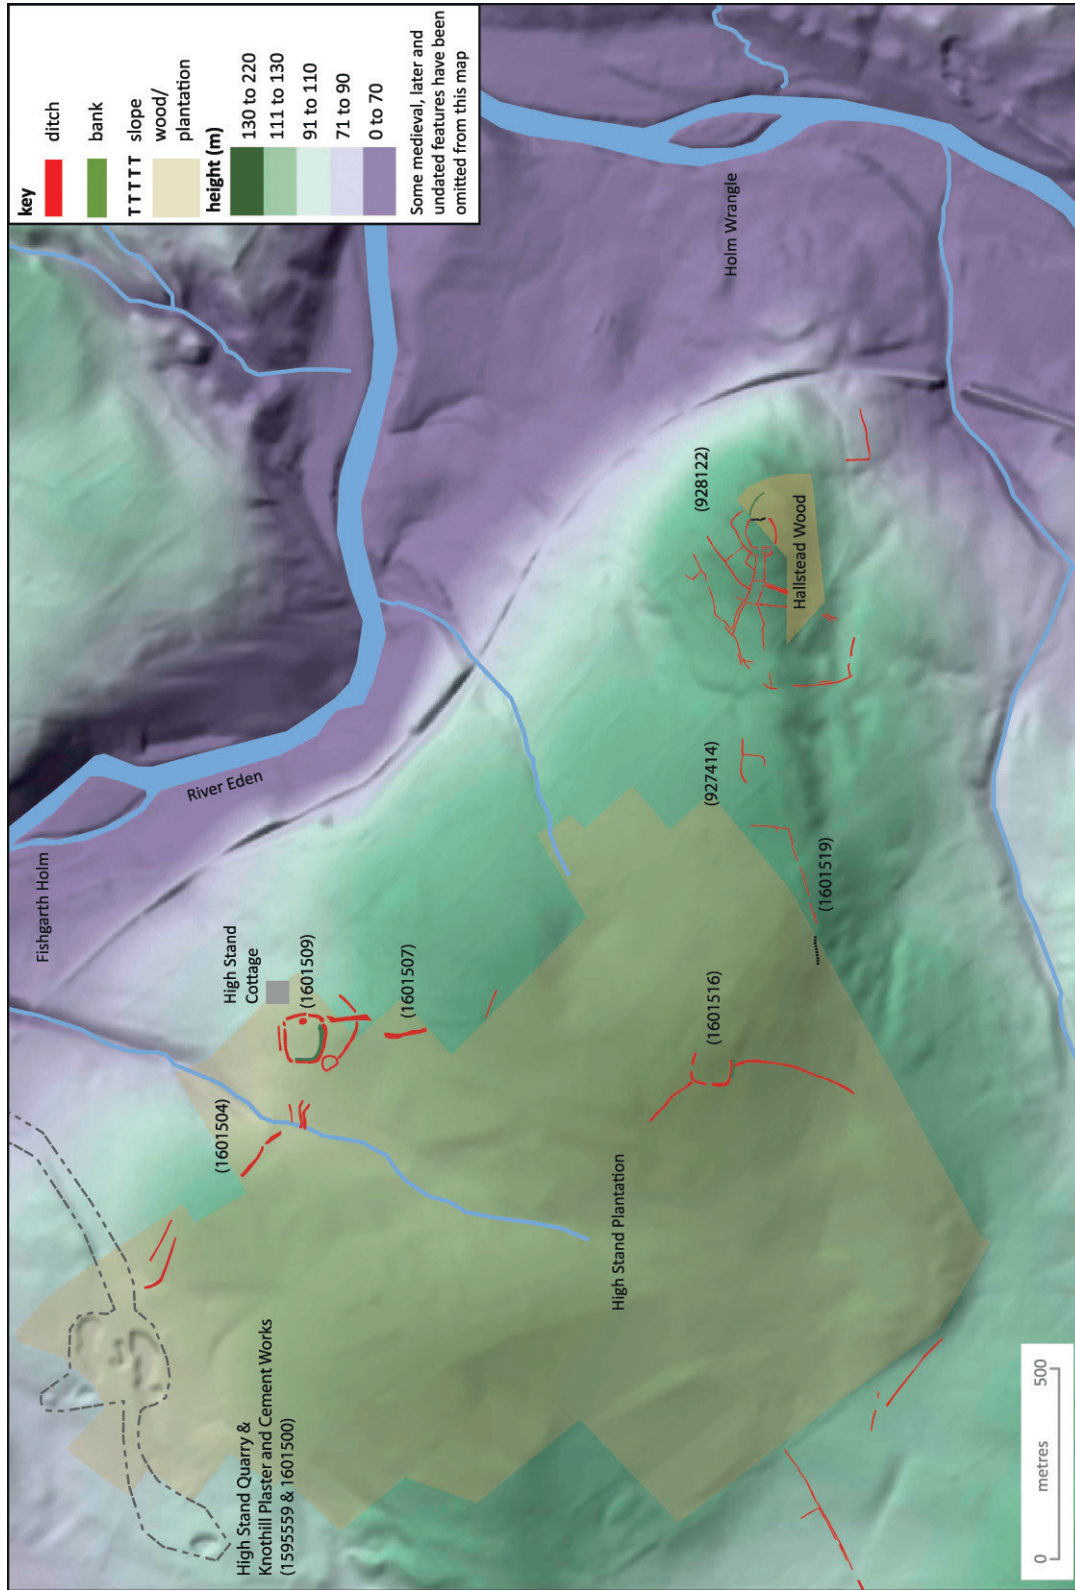 key
ditch
bank
TTTTT slope
wood/
plantation
height (m)
130 to 220
111 to 130
91 to 110
71 to 90
0 to 70
Some medieval, later and
undated features have been
omitted from this map
Fishgarth Holm
River Eden
Holm Wrangle
High Stand
Cottage
(1601509)
(1601507)
(1601504)
(928122)
Hallstead Wood
(927414)
(1601519)
(1601516)
High Stand Plantation
High Stand Quarry &
Knothill Plaster and Cement Works
(1595559 & 1601500)
0 500
metres